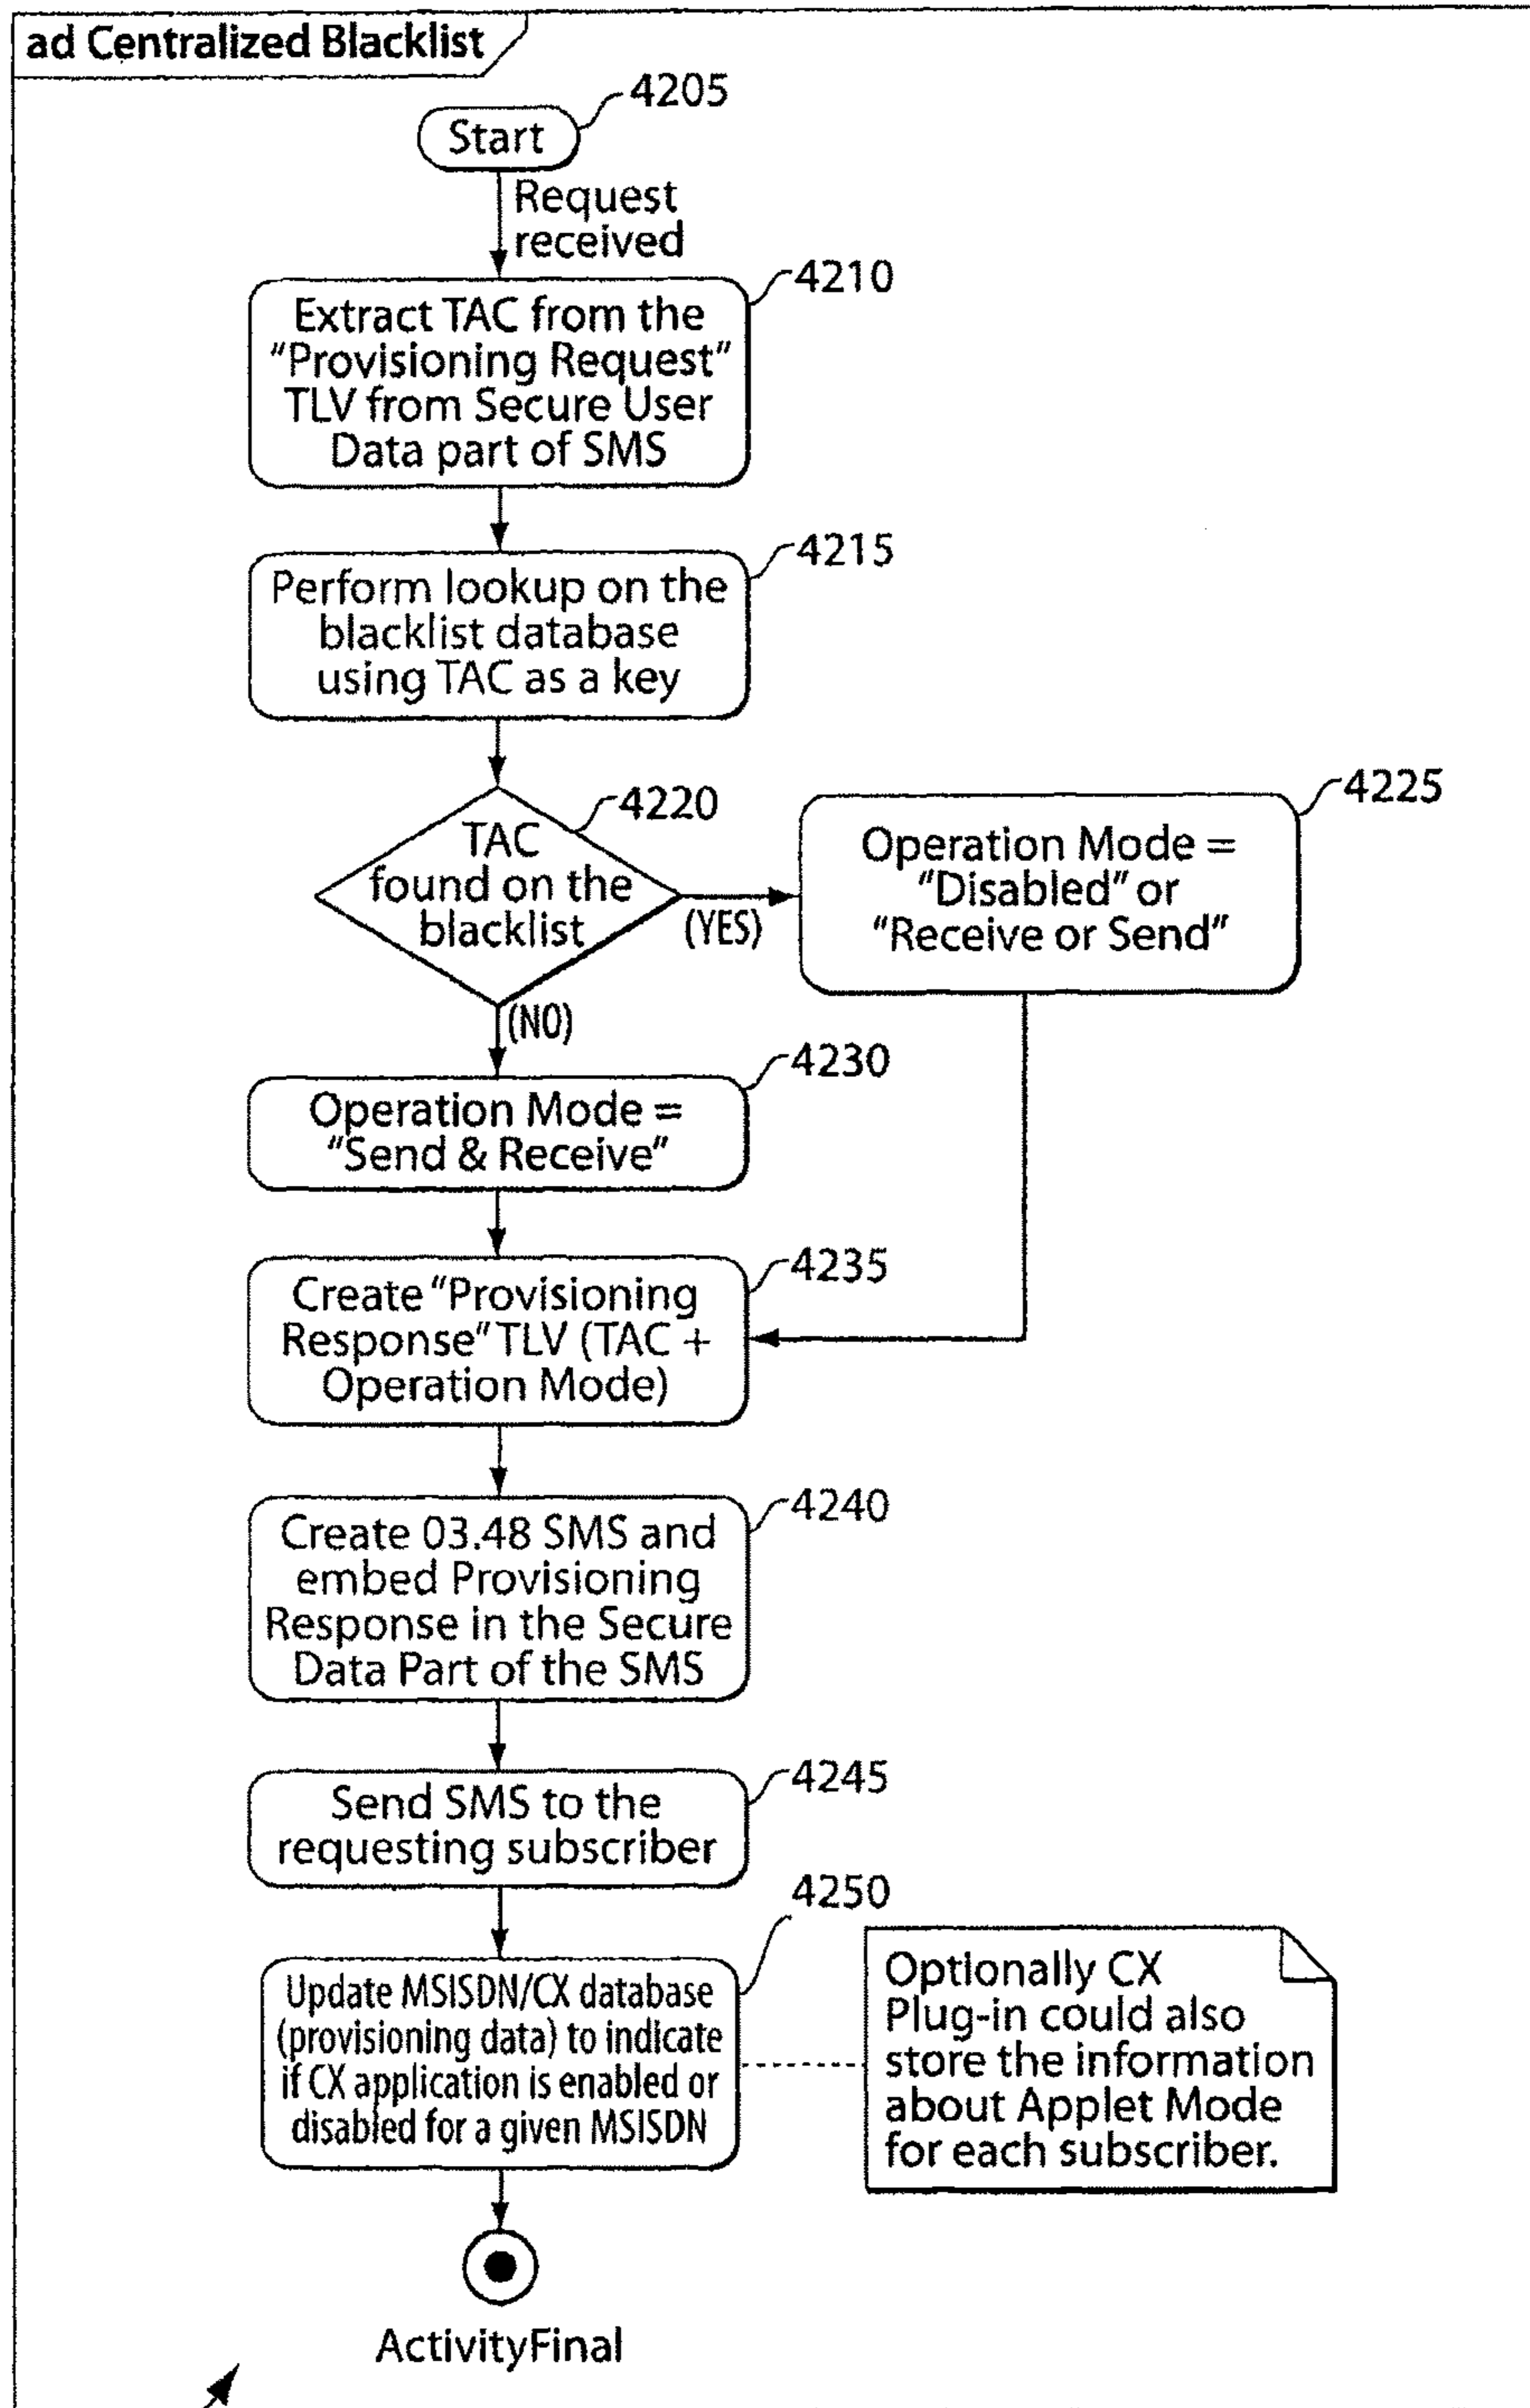 ad Centralized Blacklist
4205
Start
Request
received
4210
Extract TAC from the
"Provisioning Request"
TLV from Secure User
Data part of SMS
4215
Perform lookup on the
blacklist database
using TAC as a key
4220
TAC
found on the
blacklist
(YES)
4225
Operation Mode =
"Disabled" or
"Receive or Send"
(NO)
4230
Operation Mode =
"Send & Receive"
4235
Create "Provisioning
Response" TLV (TAC +
Operation Mode)
4240
Create 03.48 SMS and
embed Provisioning
Response in the Secure
Data Part of the SMS
4245
Send SMS to the
requesting subscriber
4250
Update MSISDN/CX database
(provisioning data) to indicate
if CX application is enabled or
disabled for a given MSISDN
Optionally CX
Plug-in could also
store the information
about Applet Mode
for each subscriber.
ActivityFinal